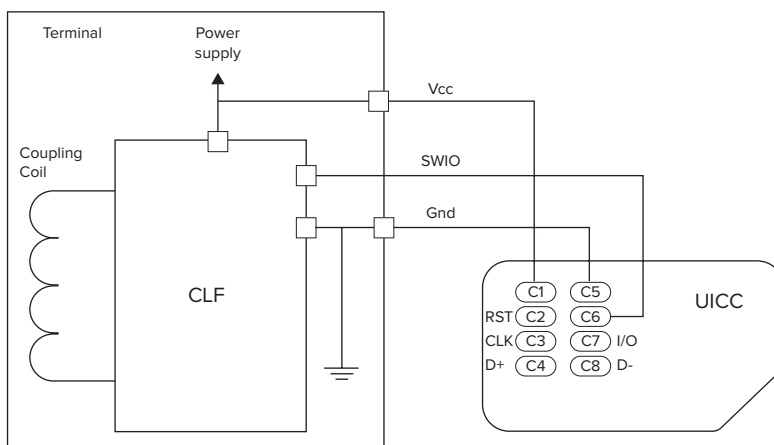 Terminal
Power
supply
Vcc
Coupling
Coil
SWIO
Gnd
CLF
UICC
C1 C5
RST C2 C6
CLK C3 C7 I/O
D+ C4 C8 D-